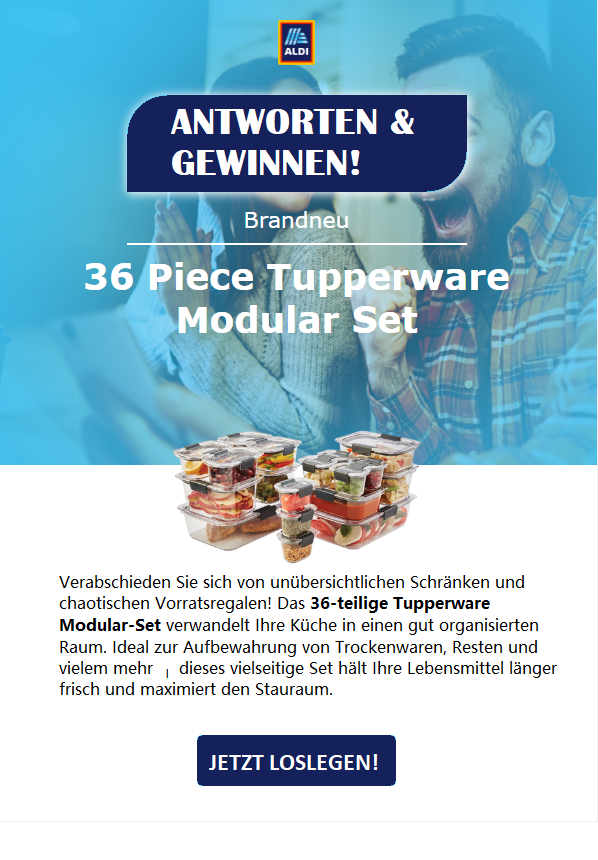 ALDI
ANTWORTEN &
GEWINNEN!
Brandneu
36 Piece Tupperware
Modular Set
Verabschieden Sie sich von unübersichtlichen Schränken und
chaotischen Vorratsregalen! Das 36-teilige Tupperware
Modular-Set verwandelt Ihre Küche in einen gut organisierten
Raum. Ideal zur Aufbewahrung von Trockenwaren, Resten und
vielem mehr ╷ dieses vielseitige Set hält Ihre Lebensmittel länger
frisch und maximiert den Stauraum.
JETZT LOSLEGEN!